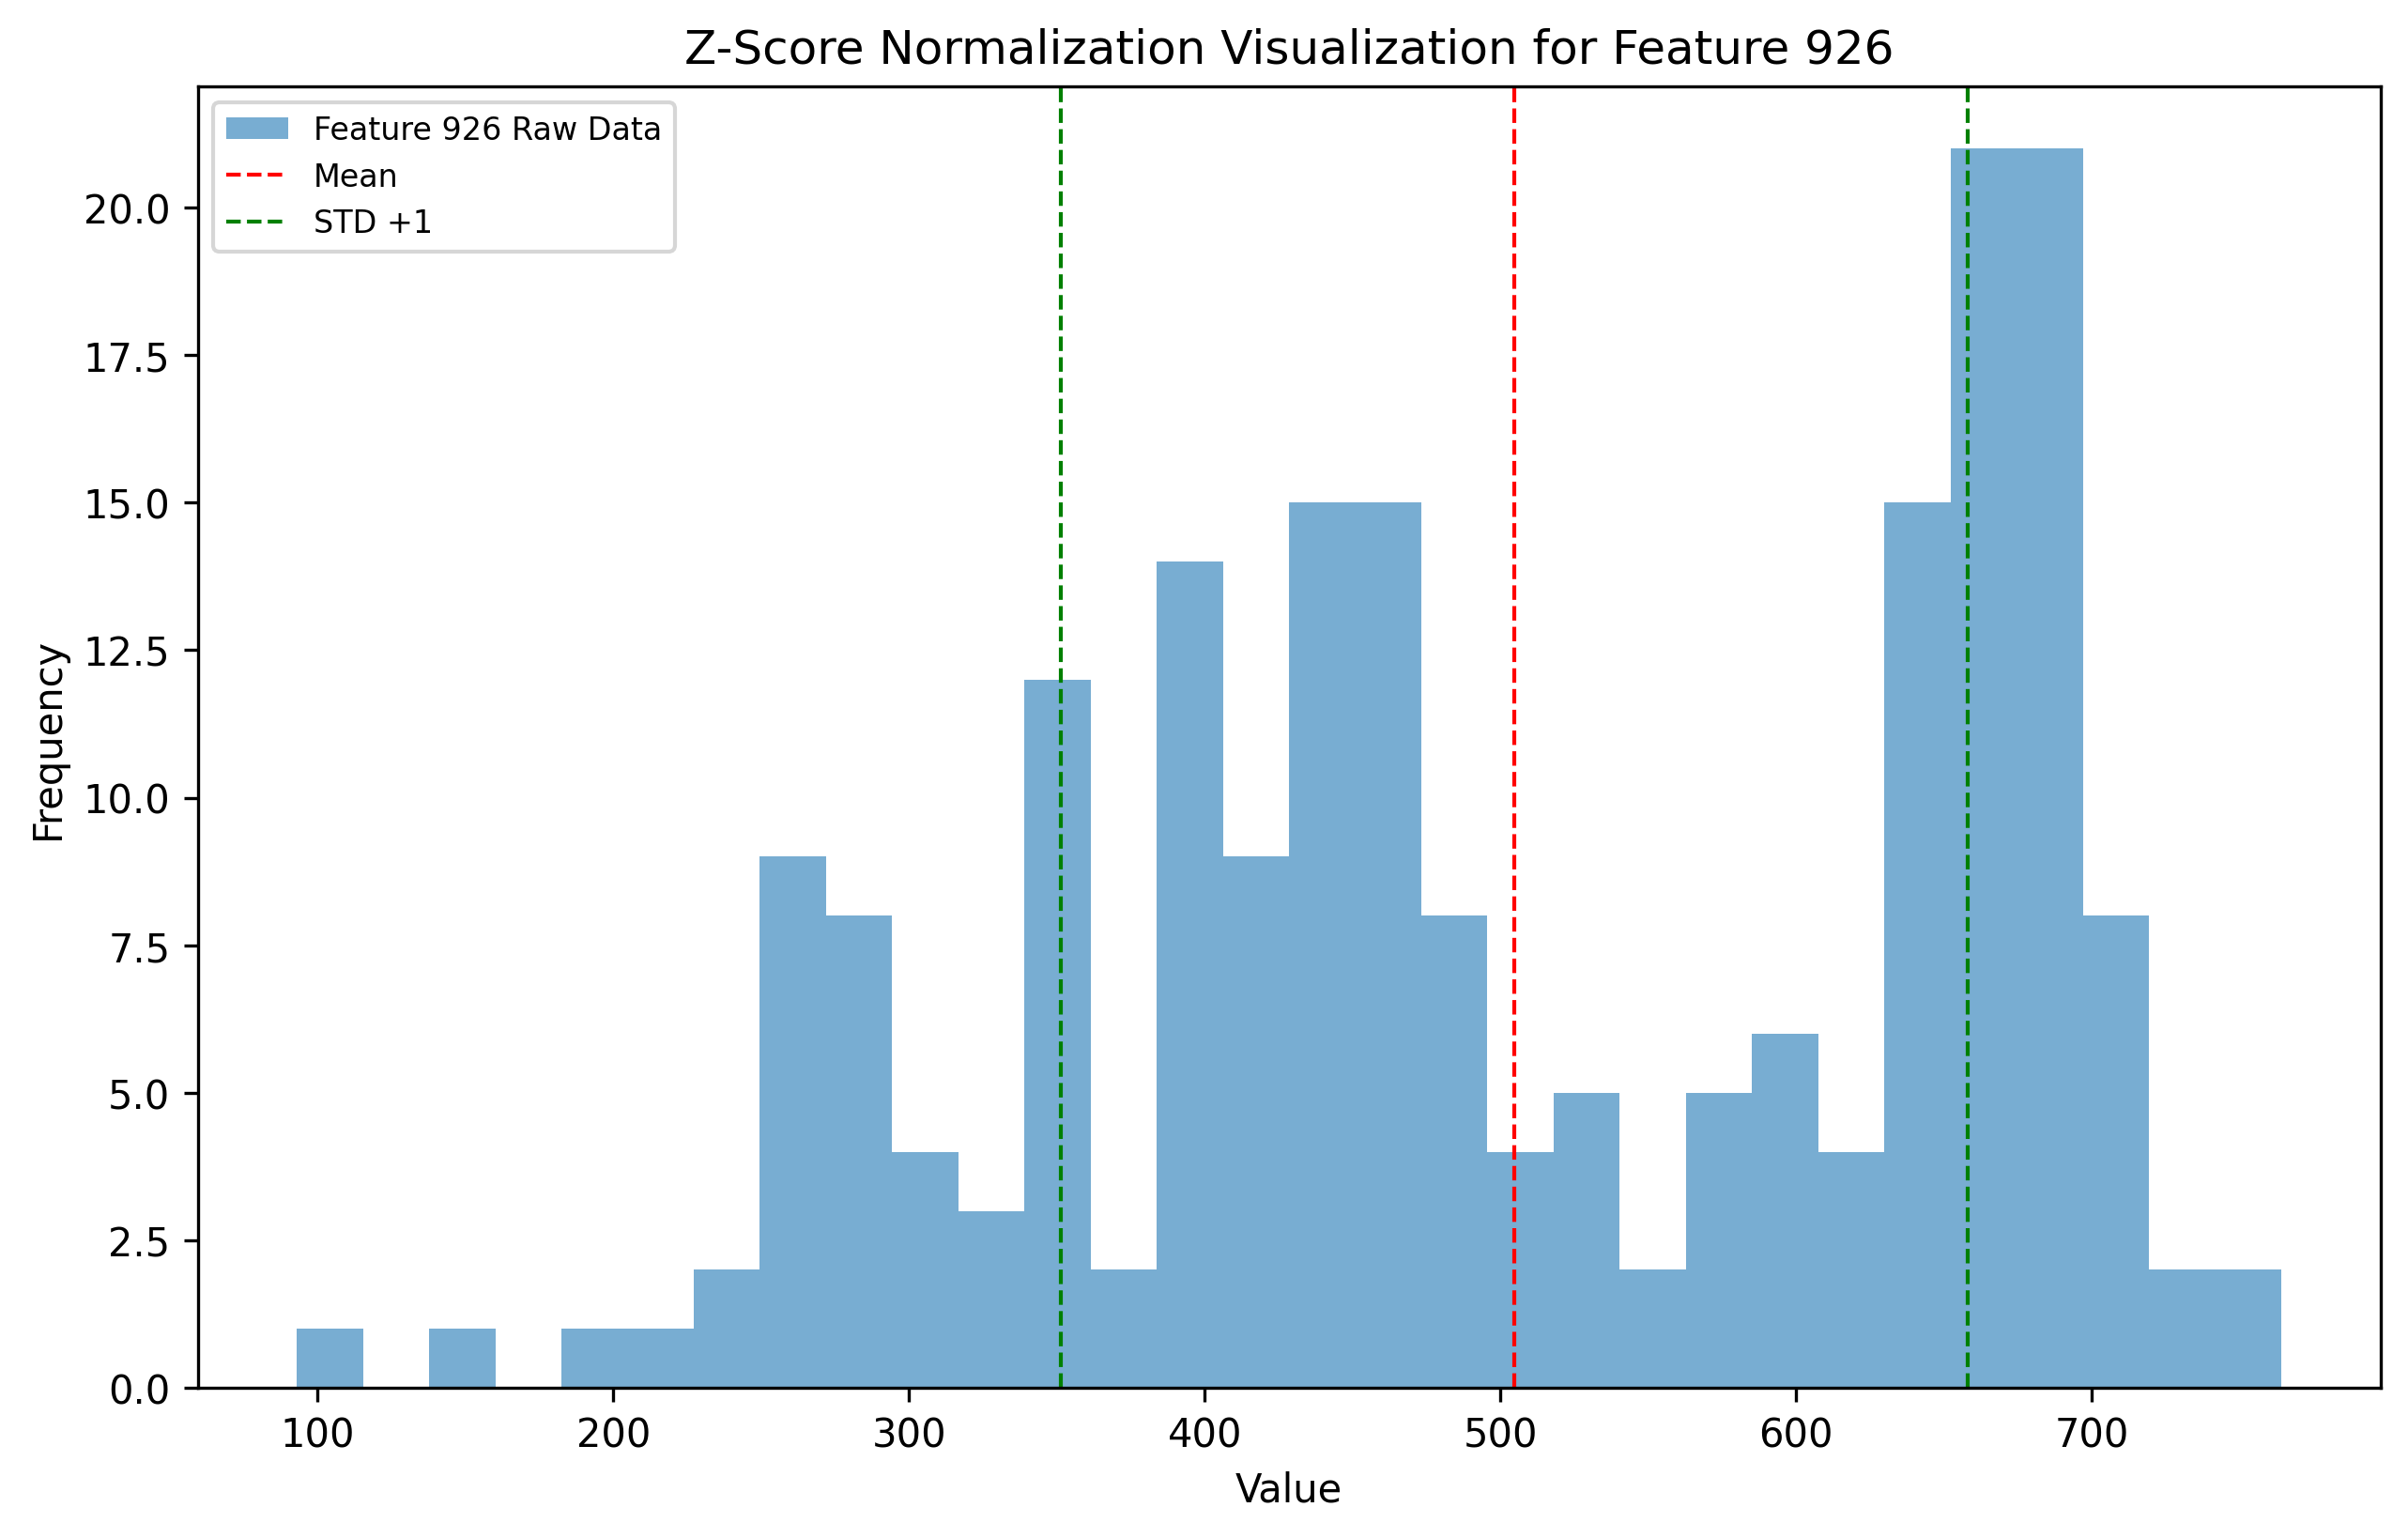 Z-Score Normalization Visualization for Feature 926
Feature 926 Raw Data
Mean
STD +1
20.0
17.5
15.0
12.5
10.0
7.5
5.0
2.5
0.0
Frequency
100 200 300 400 500 600 700
Value